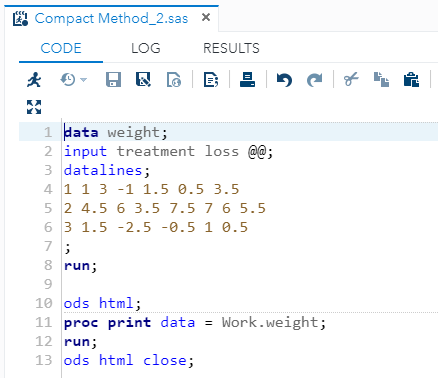 Compact Method_2.sas ×
CODE LOG RESULTS
1 data weight;
2 input treatment loss @@;
3 datalines;
4 1 1 3 -1 1.5 0.5 3.5
5 2 4.5 6 3.5 7.5 7 6 5.5
6 3 1.5 -2.5 -0.5 1 0.5
7 ;
8 run;
9
10 ods html;
11 proc print data = Work.weight;
12 run;
13 ods html close;